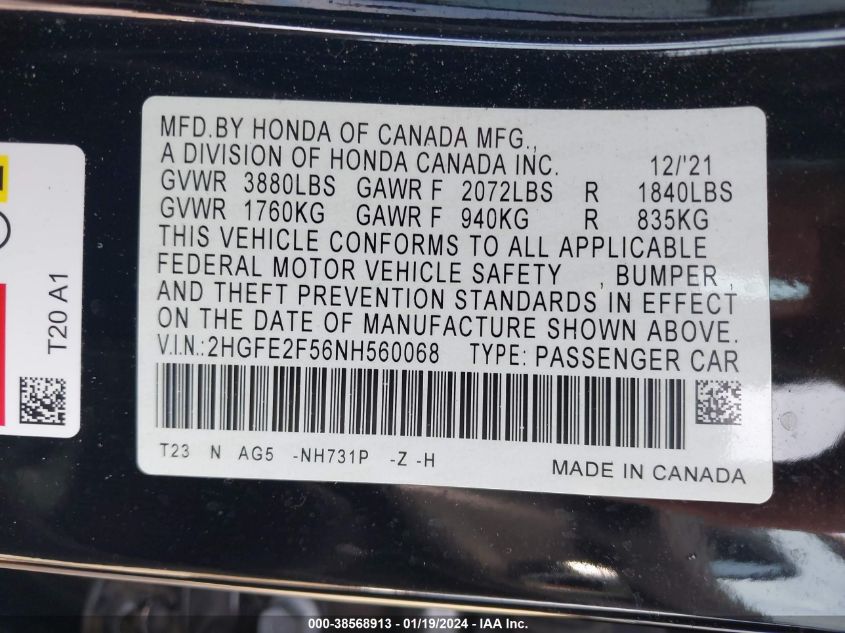 MFD.BY HONDA OF CANADA MFG.,
A DIVISION OF HONDA CANADA INC. 12/'21
GVWR 3880LBS GAWR F 2072LBS R 1840LBS
GVWR 1760KG GAWR F 940KG R 835KG
THIS VEHICLE CONFORMS TO ALL APPLICABLE
FEDERAL MOTOR VEHICLE SAFETY , BUMPER ,
AND THEFT PREVENTION STANDARDS IN EFFECT
ON THE DATE OF MANUFACTURE SHOWN ABOVE.
V.I.N.: 2HGFE2F56NH560068 TYPE: PASSENGER CAR
T23 N AG5 -NH731P -Z -H
MADE IN CANADA
T20 A1
000-38568913 - 01/19/2024 - IAA Inc.